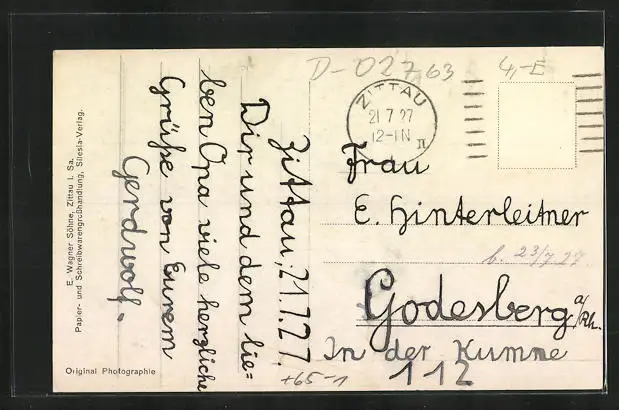 D-02763
4,-E
ZITTAU
21 7 27
12-1N
II
Frau
E. Hinterleitner
b. 23/7 27
Godesberg a/Rh.
In der Kumme
112
Zittau, 21.7.27.
Dir und dem lie=
ben Opa viele herzliche
Grüße von Eurem
Gerdwolf.
E. Wagner Söhne, Zittau i. Sa.
Papier- und Schreibwarengroßhandlung, Silesia-Verlag.
Original Photographie
+65-1